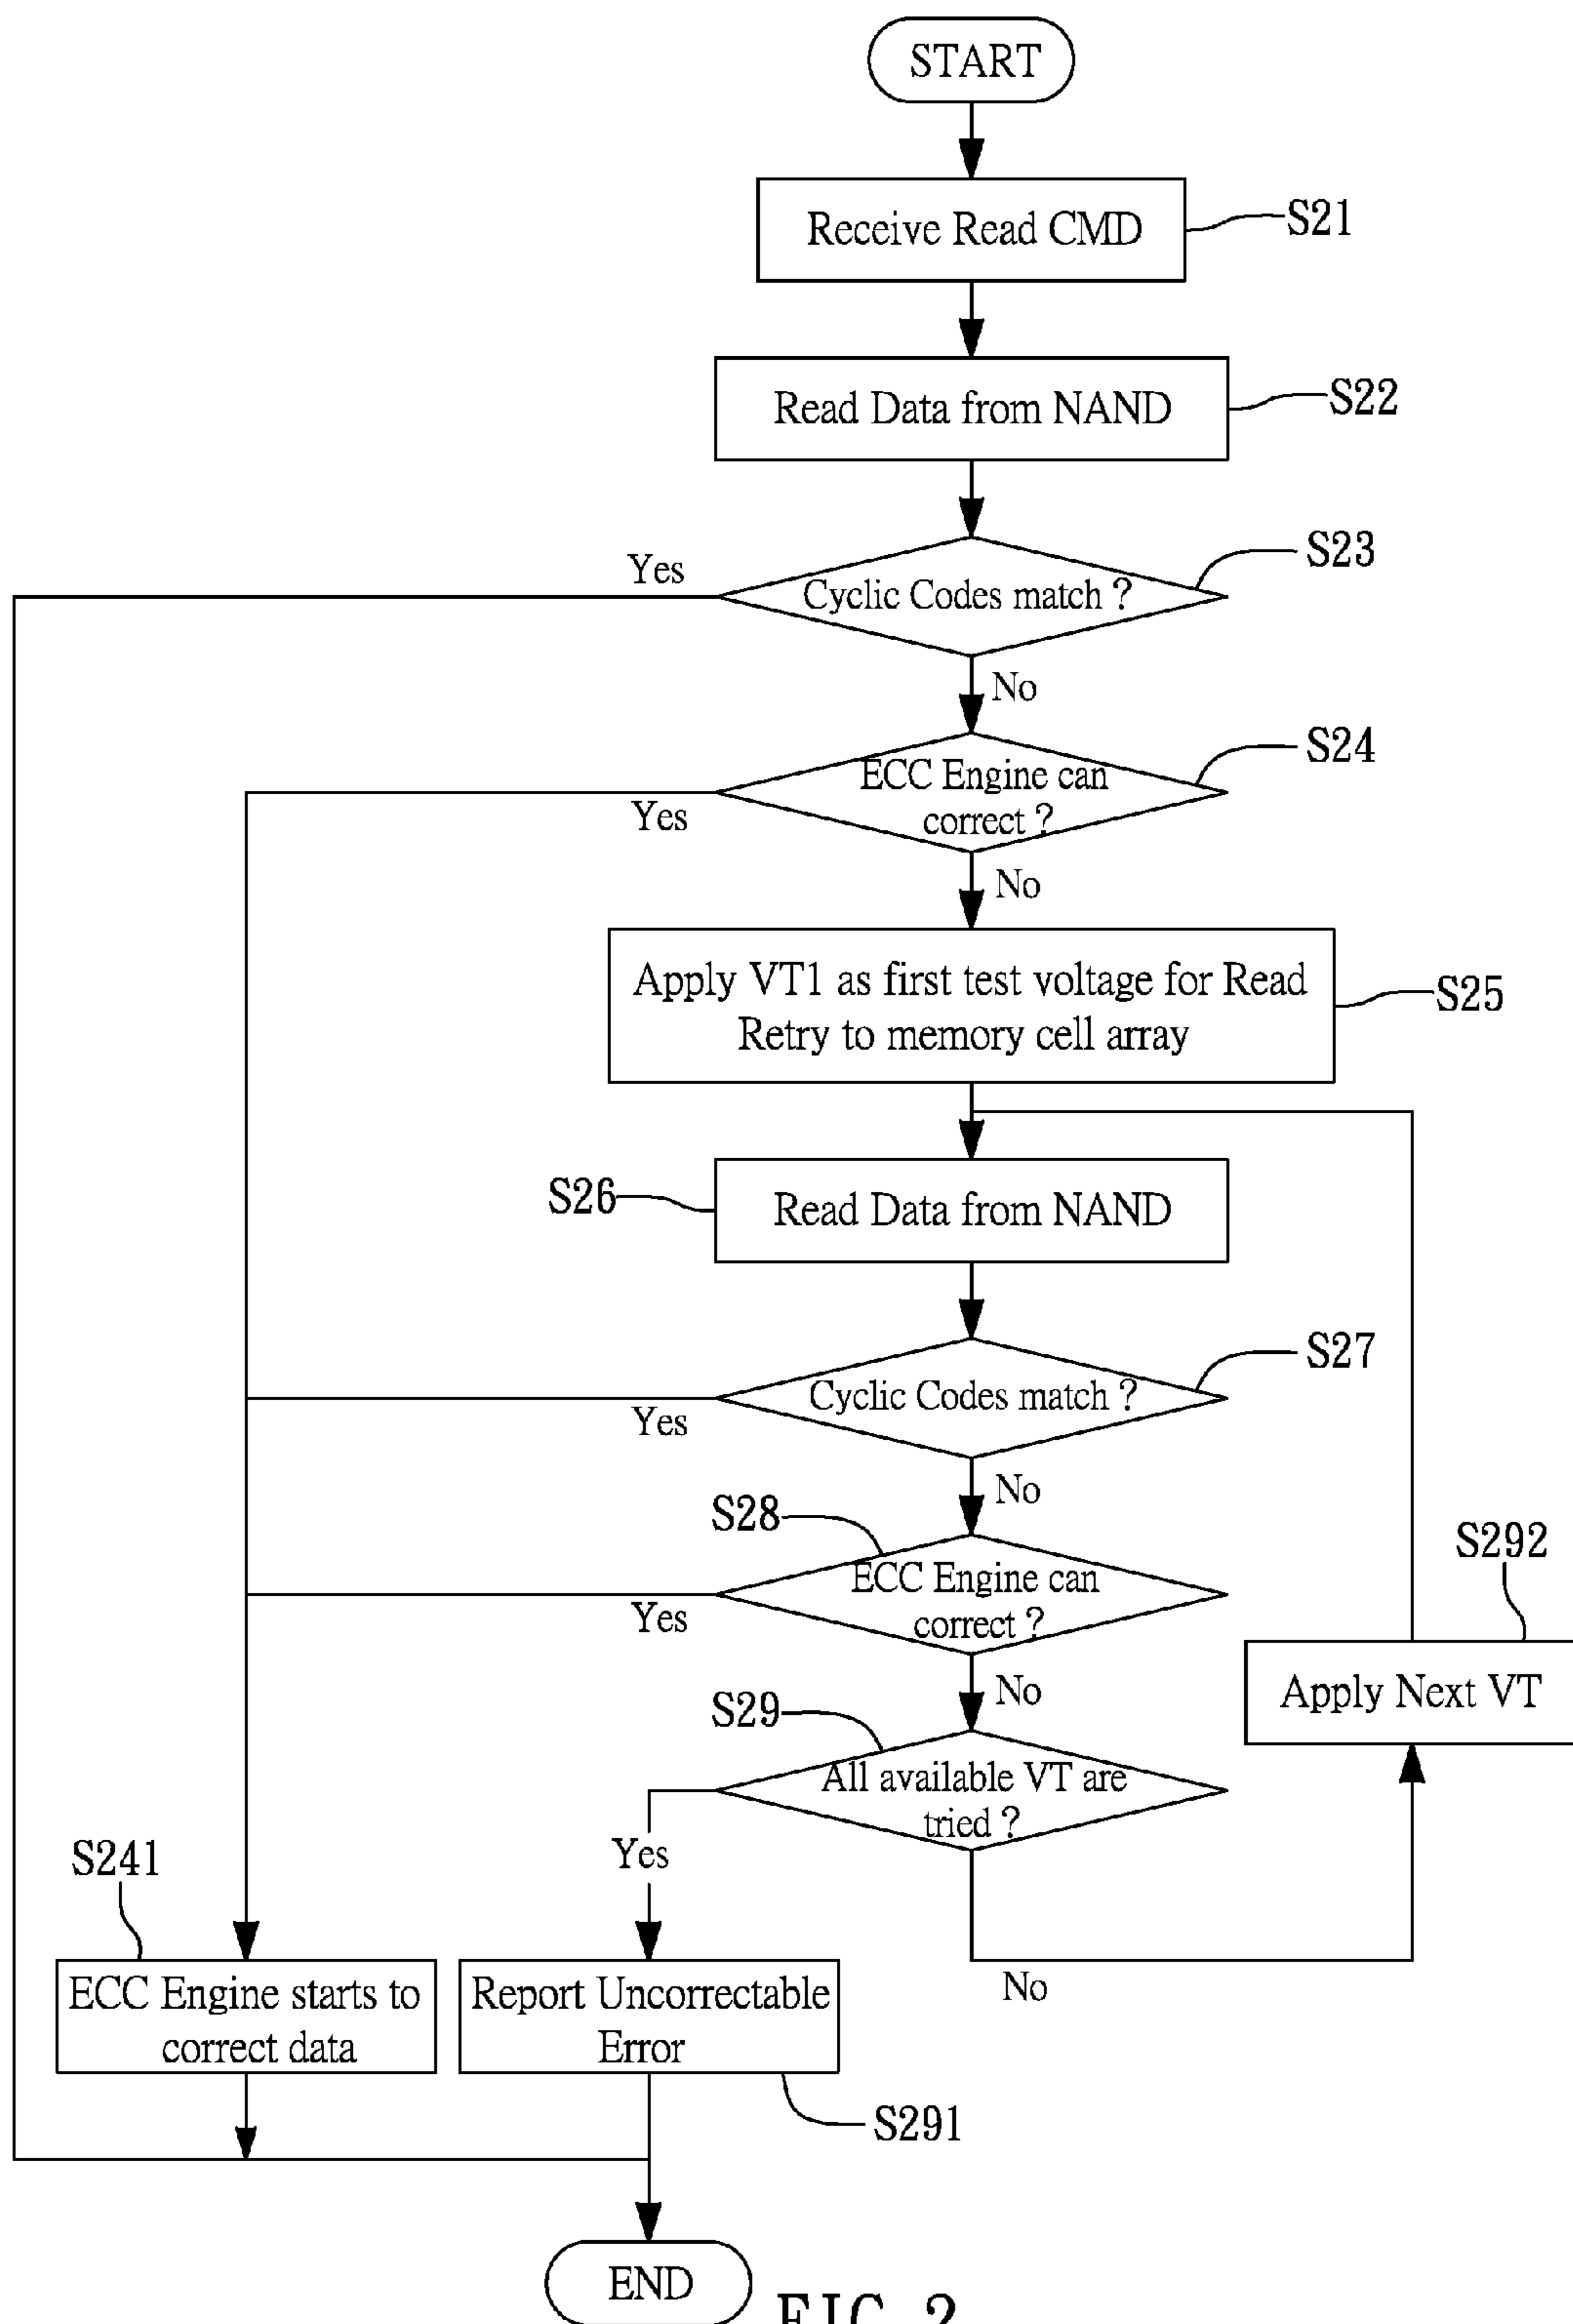 START
Receive Read CMD
S21
Read Data from NAND
S22
Yes
Cyclic Codes match ?
S23
No
ECC Engine can
correct ?
S24
Yes
No
Apply VT1 as first test voltage for Read
Retry to memory cell array
S25
S26
Read Data from NAND
Cyclic Codes match ?
S27
Yes
No
S28
ECC Engine can
correct ?
Yes
No
S292
Apply Next VT
S29
All available VT are
tried ?
Yes
No
S241
ECC Engine starts to
correct data
Report Uncorrectable
Error
S291
END
FIG. 2